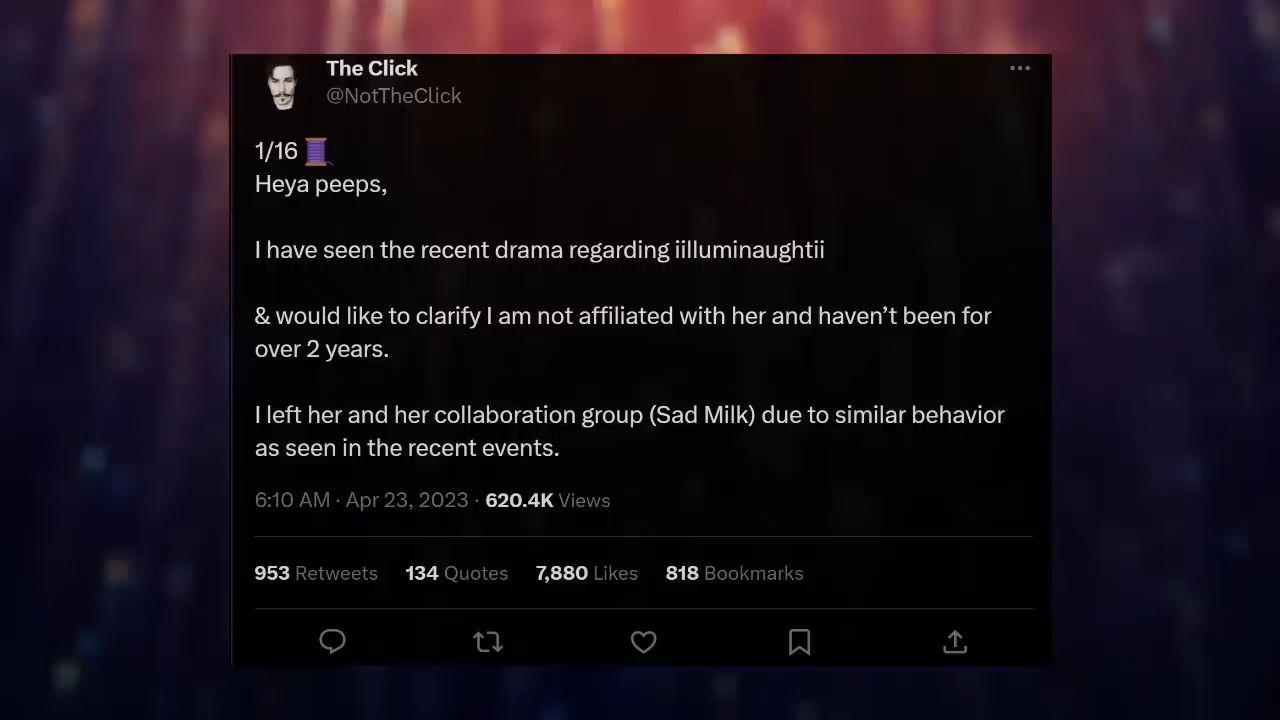 The Click
@NotTheClick
1/16 🧵
Heya peeps,
I have seen the recent drama regarding iilluminaughtii
& would like to clarify I am not affiliated with her and haven’t been for
over 2 years.
I left her and her collaboration group (Sad Milk) due to similar behavior
as seen in the recent events.
6:10 AM · Apr 23, 2023 · 620.4K Views
953 Retweets 134 Quotes 7,880 Likes 818 Bookmarks